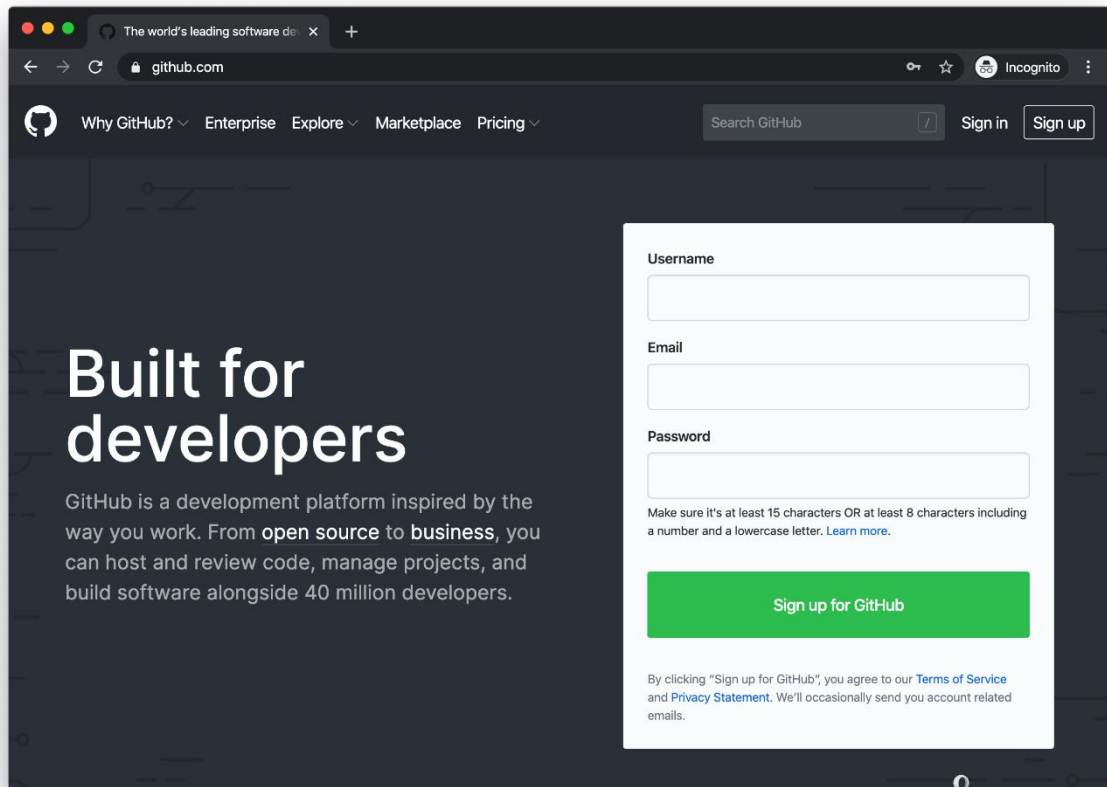 The world's leading software de
github.com
Incognito
Why GitHub? Enterprise Explore Marketplace Pricing Search GitHub / Sign in Sign up
Built for
developers
GitHub is a development platform inspired by the
way you work. From open source to business, you
can host and review code, manage projects, and
build software alongside 40 million developers.
Username
Email
Password
Make sure it's at least 15 characters OR at least 8 characters including
a number and a lowercase letter. Learn more.
Sign up for GitHub
By clicking “Sign up for GitHub”, you agree to our Terms of Service
and Privacy Statement. We’ll occasionally send you account related
emails.